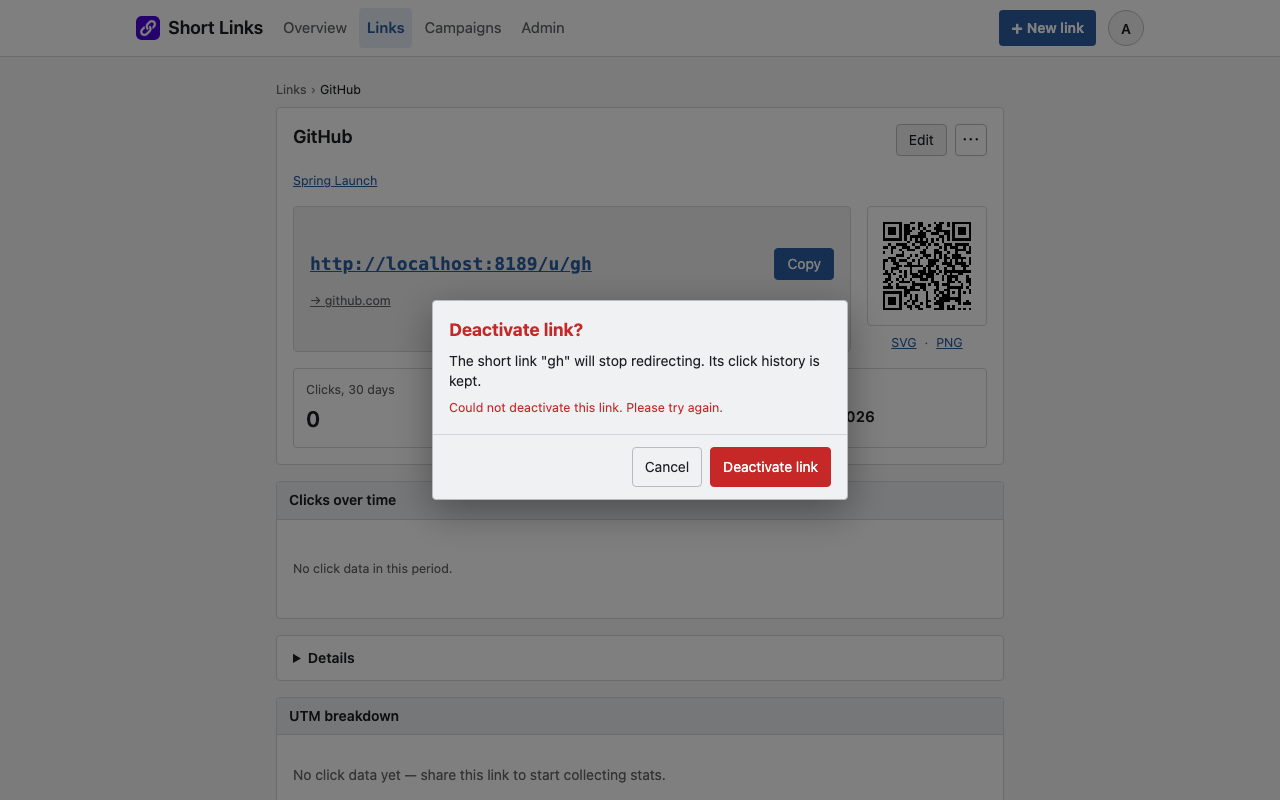 Short Links
Overview
Links
Campaigns
Admin
+ New link
A
Links › GitHub
GitHub
Edit
···
Spring Launch
http://localhost:8189/u/gh
Copy
→ github.com
SVG · PNG
Deactivate link?
The short link "gh" will stop redirecting. Its click history is
kept.
Could not deactivate this link. Please try again.
Cancel
Deactivate link
Clicks, 30 days
0
026
Clicks over time
No click data in this period.
Details
UTM breakdown
No click data yet — share this link to start collecting stats.